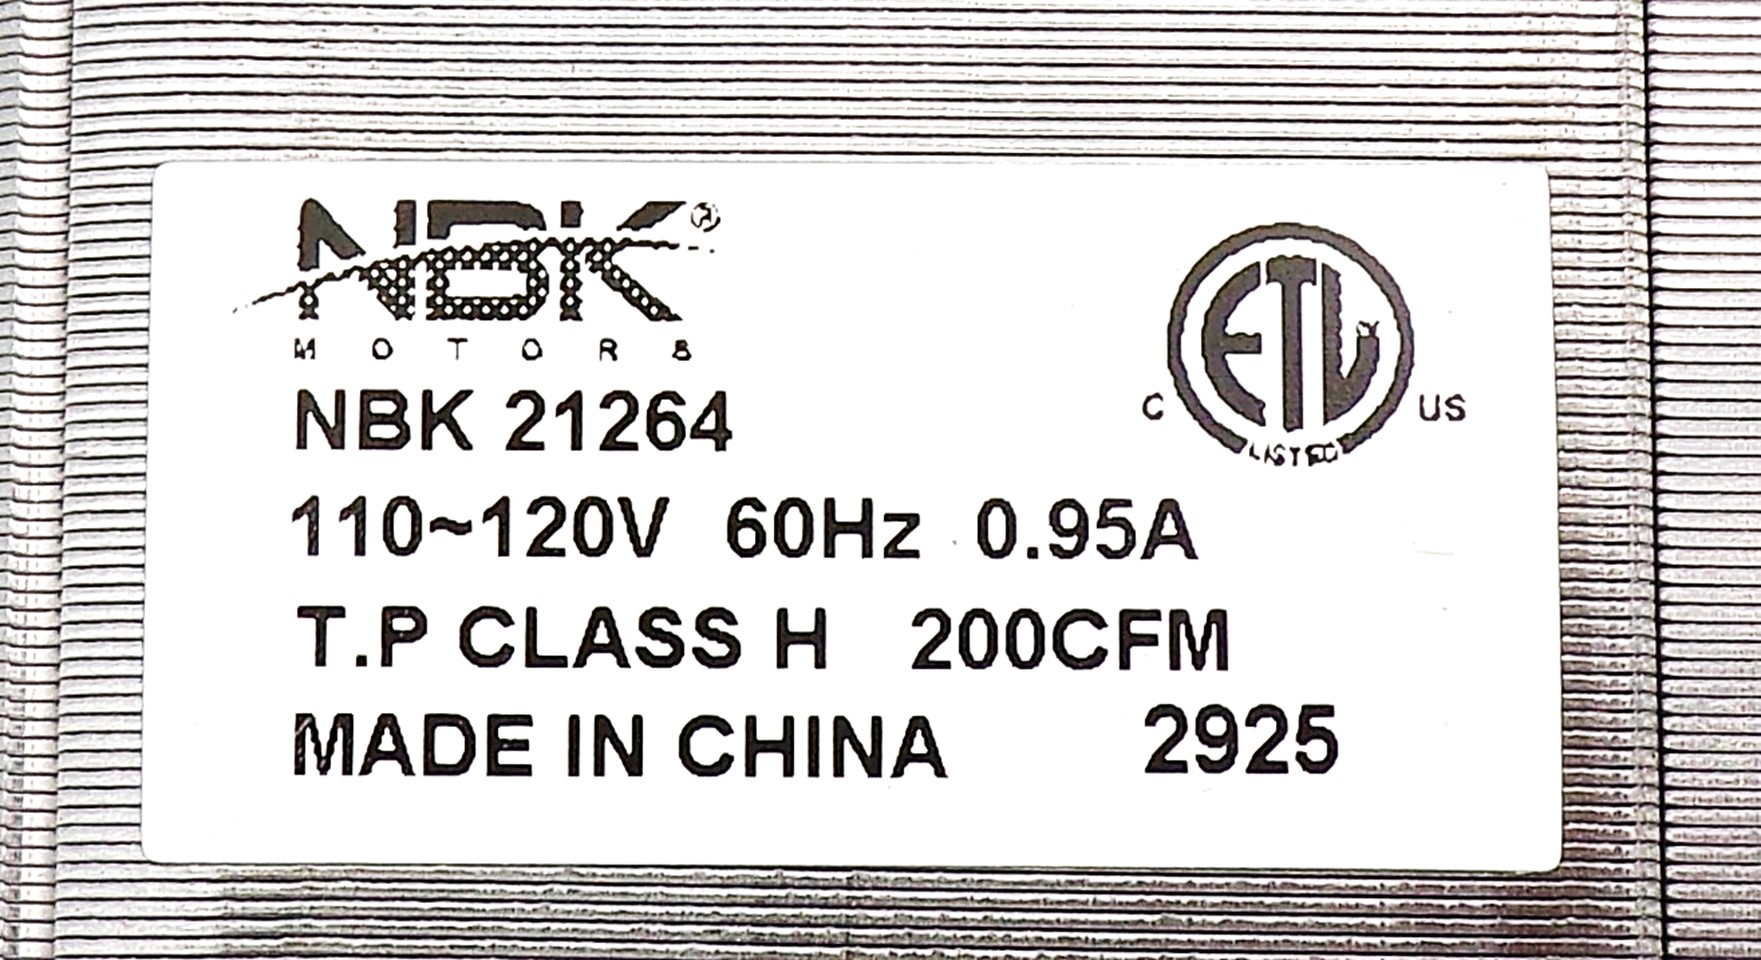 NBK®
MOTORS
NBK 21264
110~120V 60Hz 0.95A
T.P CLASS H 200CFM
MADE IN CHINA 2925
ETL
C US
LISTED